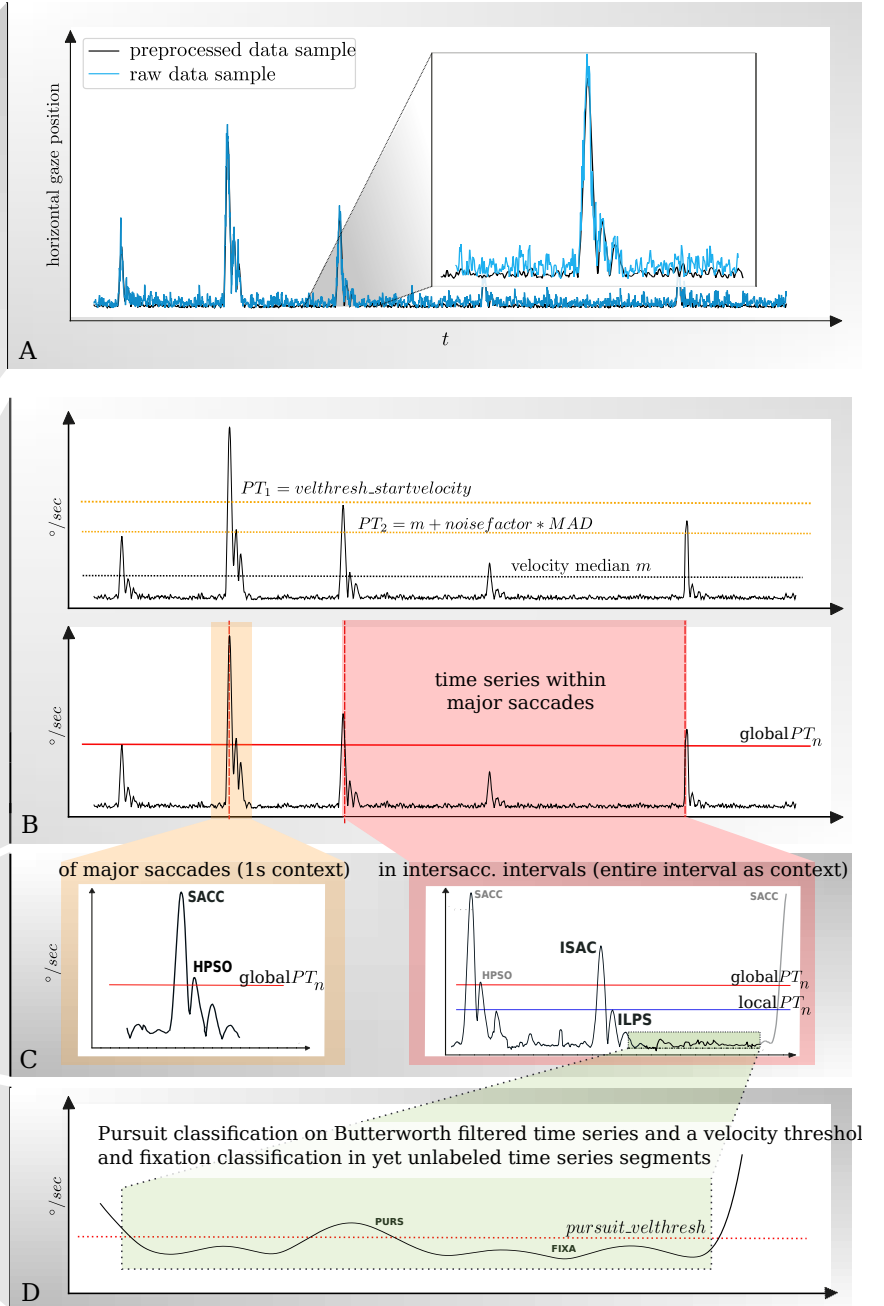 preprocessed data sample
raw data sample
horizontal gaze position
t
A
°/sec
PT₁ = velthresh_startvelocity
PT₂ = m + noisefactor ∗ MAD
velocity median m
°/sec
time series within
major saccades
globalPTₙ
B
of major saccades (1s context)
in intersacc. intervals (entire interval as context)
°/sec
SACC
HPSO
globalPTₙ
SACC
SACC
ISAC
HPSO
globalPTₙ
localPTₙ
ILPS
C
Pursuit classification on Butterworth filtered time series and a velocity threshol
and fixation classification in yet unlabeled time series segments
°/sec
PURS
pursuit_velthresh
FIXA
D